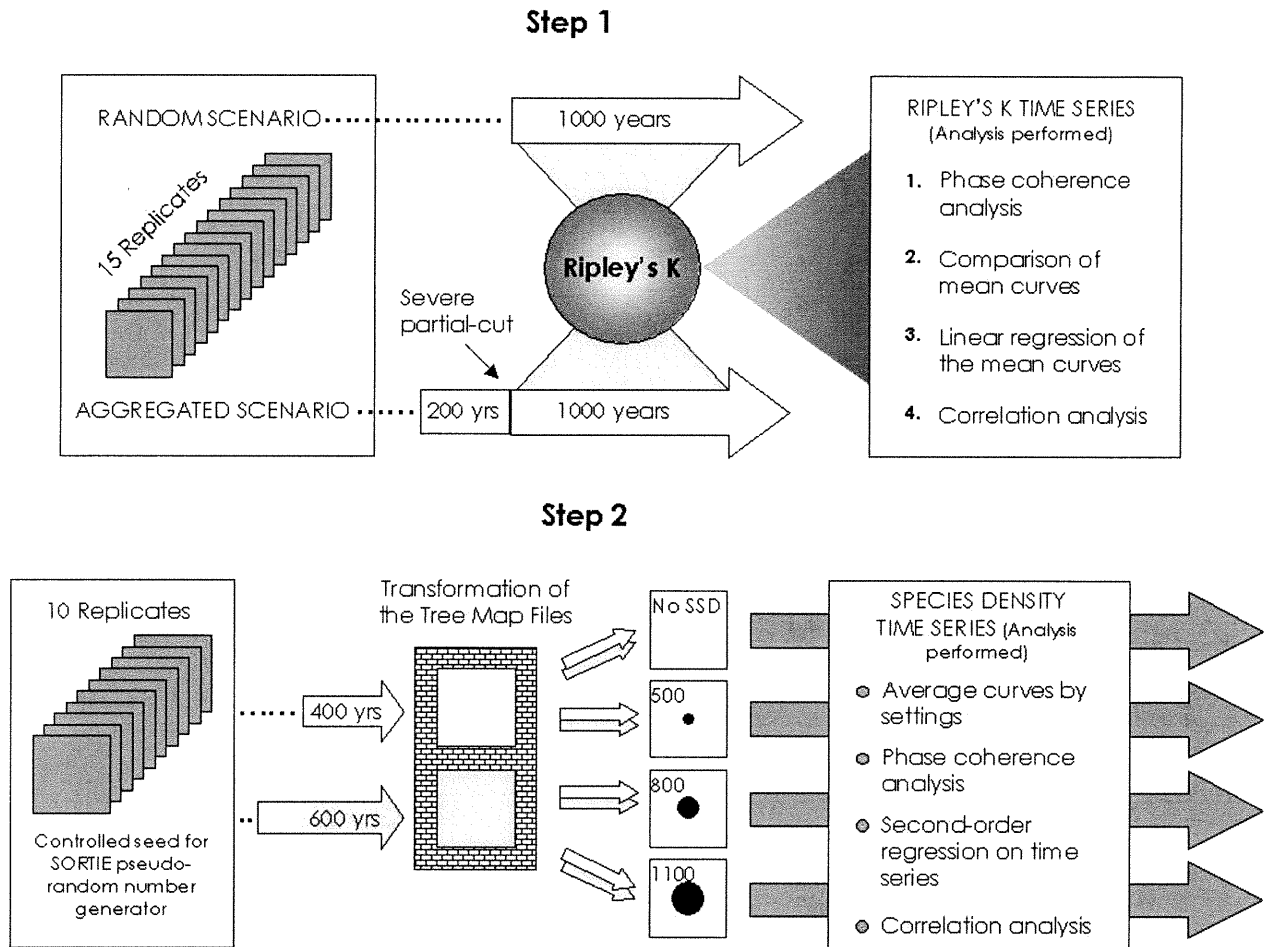 Step 1
RANDOM SCENARIO
15 Replicates
AGGREGATED SCENARIO
1000 years
Ripley's K
Severe
partial-cut
200 yrs
1000 years
RIPLEY'S K TIME SERIES
(Analysis performed)
1. Phase coherence
analysis
2. Comparison of
mean curves
3. Linear regression of
the mean curves
4. Correlation analysis
Step 2
10 Replicates
Controlled seed for
SORTIE pseudo-
random number
generator
400 yrs
600 yrs
Transformation of
the Tree Map Files
No SSD
500
800
1100
SPECIES DENSITY
TIME SERIES (Analysis
performed)
Average curves by
settings
Phase coherence
analysis
Second-order
regression on time
series
Correlation analysis